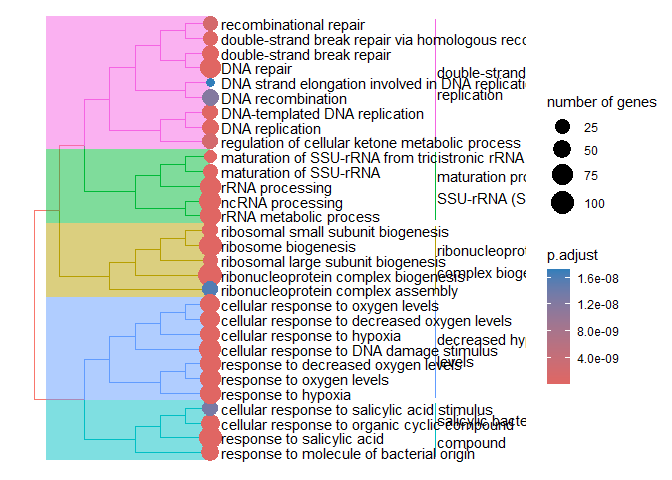 recombinational repair
double-strand break repair via homologous reco
double-strand break repair
DNA repair
DNA strand elongation involved in DNA replicati
DNA recombination
DNA-templated DNA replication
DNA replication
regulation of cellular ketone metabolic process
maturation of SSU-rRNA from tricistronic rRNA
maturation of SSU-rRNA
rRNA processing
ncRNA processing
rRNA metabolic process
ribosomal small subunit biogenesis
ribosome biogenesis
ribosomal large subunit biogenesis
ribonucleoprotein complex biogenesis
ribonucleoprotein complex assembly
cellular response to oxygen levels
cellular response to decreased oxygen levels
cellular response to hypoxia
cellular response to DNA damage stimulus
response to decreased oxygen levels
response to oxygen levels
response to hypoxia
cellular response to salicylic acid stimulus
cellular response to organic cyclic compound
response to salicylic acid
response to molecule of bacterial origin
double-strand
replication
maturation pro
SSU-rRNA (S
ribonucleoprot
complex bioge
decreased hy
levels
salicylic bacte
compound
number of genes
25
50
75
100
p.adjust
1.6e-08
1.2e-08
8.0e-09
4.0e-09